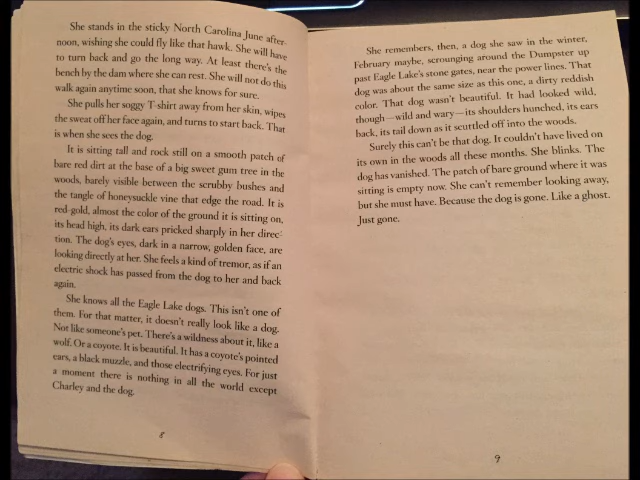 She stands in the sticky North Carolina June after-
noon, wishing she could fly like that hawk. She will have
to turn back and go the long way. At least there's the
bench by the dam where she can rest. She will not do this
walk again anytime soon, that she knows for sure.
She pulls her soggy T-shirt away from her skin, wipes
the sweat off her face again, and turns to start back. That
is when she sees the dog.
It is sitting tall and rock still on a smooth patch of
bare red dirt at the base of a big sweet gum tree in the
woods, barely visible between the scrubby bushes and
the tangle of honeysuckle vine that edge the road. It is
red-gold, almost the color of the ground it is sitting on,
its head high, its dark ears pricked sharply in her direc-
tion. The dog's eyes, dark in a narrow, golden face, are
looking directly at her. She feels a kind of tremor, as if an
electric shock has passed from the dog to her and back
again.
She knows all the Eagle Lake dogs. This isn't one of
them. For that matter, it doesn't really look like a dog.
Not like someone's pet. There's a wildness about it, like a
wolf. Or a coyote. It is beautiful. It has a coyote's pointed
ears, a black muzzle, and those electrifying eyes. For just
a moment there is nothing in all the world except
Charley and the dog.
8
She remembers, then, a dog she saw in the winter,
February maybe, scrounging around the Dumpster up
past Eagle Lake's stone gates, near the power lines. That
dog was about the same size as this one, a dirty reddish
color. That dog wasn't beautiful. It had looked wild,
though—wild and wary—its shoulders hunched, its ears
back, its tail down as it scuttled off into the woods.
Surely this can't be that dog. It couldn't have lived on
its own in the woods all these months. She blinks. The
dog has vanished. The patch of bare ground where it was
sitting is empty now. She can't remember looking away,
but she must have. Because the dog is gone. Like a ghost.
Just gone.
9